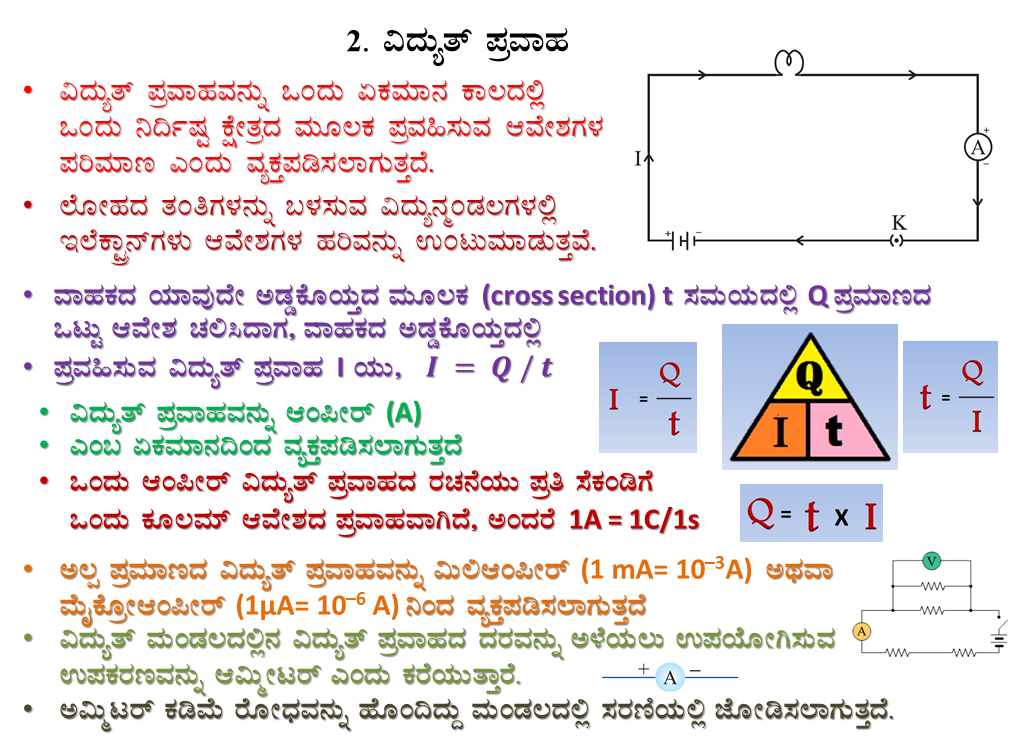 2. ವಿದ್ಯುತ್ ಪ್ರವಾಹ
• ವಿದ್ಯುತ್ ಪ್ರವಾಹವನ್ನು ಒಂದು ಏಕಮಾನ ಕಾಲದಲ್ಲಿ
ಒಂದು ನಿರ್ದಿಷ್ಟ ಕ್ಷೇತ್ರದ ಮೂಲಕ ಪ್ರವಹಿಸುವ ಆವೇಶಗಳ
ಪರಿಮಾಣ ಎಂದು ವ್ಯಕ್ತಪಡಿಸಲಾಗುತ್ತದೆ.
• ಲೋಹದ ತಂತಿಗಳನ್ನು ಬಳಸುವ ವಿದ್ಯುನ್ಮಂಡಲಗಳಲ್ಲಿ
ಇಲೆಕ್ಟ್ರಾನ್‌ಗಳು ಆವೇಶಗಳ ಹರಿವನ್ನು ಉಂಟುಮಾಡುತ್ತವೆ.
I
+
A
−
+ −
K
• ವಾಹಕದ ಯಾವುದೇ ಅಡ್ಡಕೊಯ್ತದ ಮೂಲಕ (cross section) t ಸಮಯದಲ್ಲಿ Q ಪ್ರಮಾಣದ
ಒಟ್ಟು ಆವೇಶ ಚಲಿಸಿದಾಗ, ವಾಹಕದ ಅಡ್ಡಕೊಯ್ತದಲ್ಲಿ
• ಪ್ರವಹಿಸುವ ವಿದ್ಯುತ್ ಪ್ರವಾಹ I ಯು, I = Q / t
I = Q / t
Q
I t
t = Q / I
• ವಿದ್ಯುತ್ ಪ್ರವಾಹವನ್ನು ಆಂಪೀರ್ (A)
• ಎಂಬ ಏಕಮಾನದಿಂದ ವ್ಯಕ್ತಪಡಿಸಲಾಗುತ್ತದೆ
• ಒಂದು ಆಂಪೀರ್ ವಿದ್ಯುತ್ ಪ್ರವಾಹದ ರಚನೆಯು ಪ್ರತಿ ಸೆಕಂಡಿಗೆ
ಒಂದು ಕೂಲಮ್ ಆವೇಶದ ಪ್ರವಾಹವಾಗಿದೆ, ಅಂದರೆ 1A = 1C/1s
Q = t X I
• ಅಲ್ಪ ಪ್ರಮಾಣದ ವಿದ್ಯುತ್ ಪ್ರವಾಹವನ್ನು ಮಿಲಿಆಂಪೀರ್ (1 mA= 10⁻³A) ಅಥವಾ
ಮೈಕ್ರೋಆಂಪೀರ್ (1μA= 10⁻⁶ A) ನಿಂದ ವ್ಯಕ್ತಪಡಿಸಲಾಗುತ್ತದೆ
• ವಿದ್ಯುತ್ ಮಂಡಲದಲ್ಲಿನ ವಿದ್ಯುತ್ ಪ್ರವಾಹದ ದರವನ್ನು ಅಳೆಯಲು ಉಪಯೋಗಿಸುವ
ಉಪಕರಣವನ್ನು ಆಮ್ಮೀಟರ್ ಎಂದು ಕರೆಯುತ್ತಾರೆ.
+ A −
V
A
• ಅಮ್ಮಿಟರ್ ಕಡಿಮೆ ರೋಧವನ್ನು ಹೊಂದಿದ್ದು ಮಂಡಲದಲ್ಲಿ ಸರಣಿಯಲ್ಲಿ ಜೋಡಿಸಲಾಗುತ್ತದೆ.